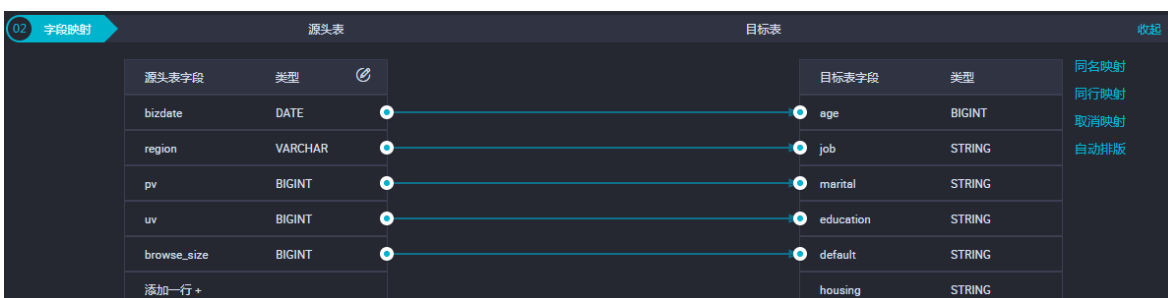 02 字段映射 源头表 目标表 收起
源头表字段 类型 目标表字段 类型 同名映射
同行映射
bizdate DATE age BIGINT
取消映射
region VARCHAR job STRING 自动排版
pv BIGINT marital STRING
uv BIGINT education STRING
browse_size BIGINT default STRING
添加一行 + housing STRING